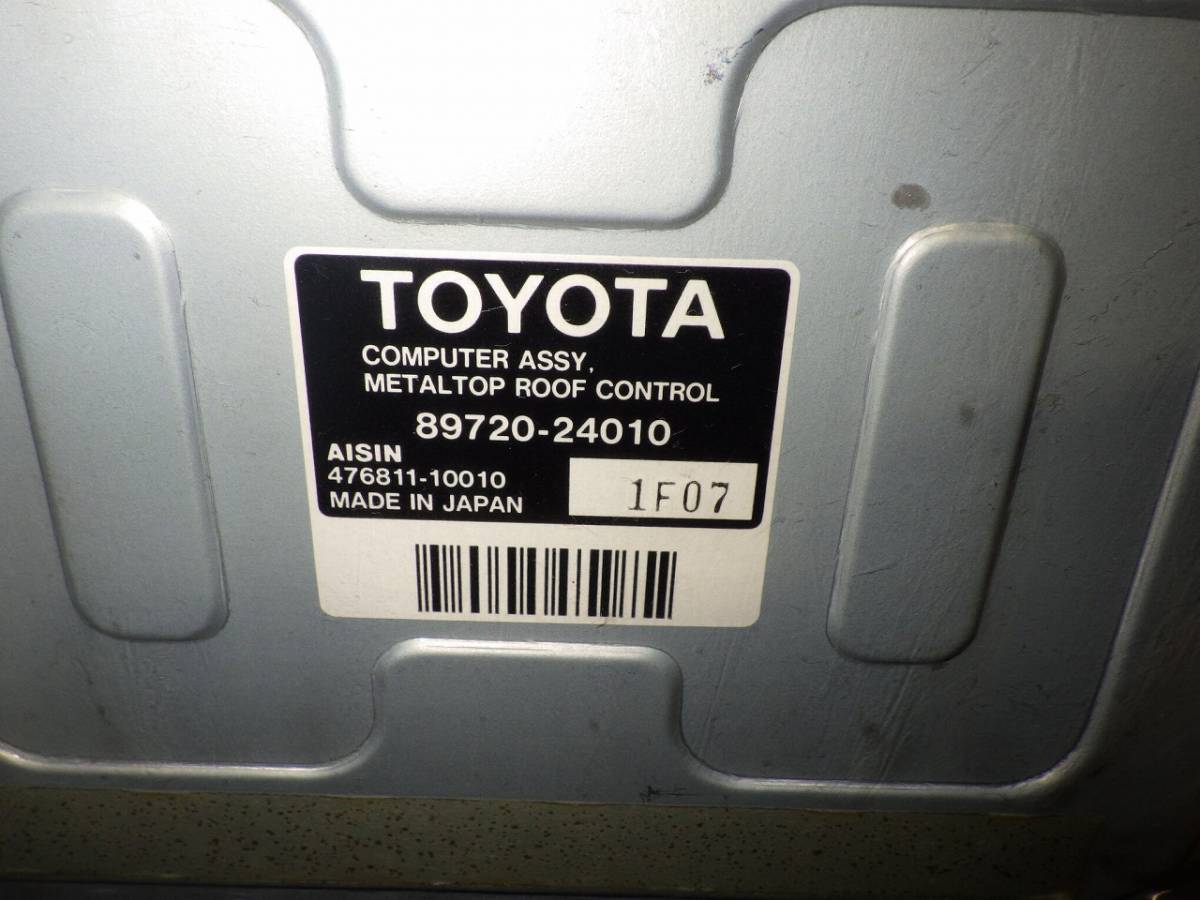 TOYOTA
COMPUTER ASSY,
METALTOP ROOF CONTROL
89720-24010
AISIN
476811-10010
MADE IN JAPAN
1F07